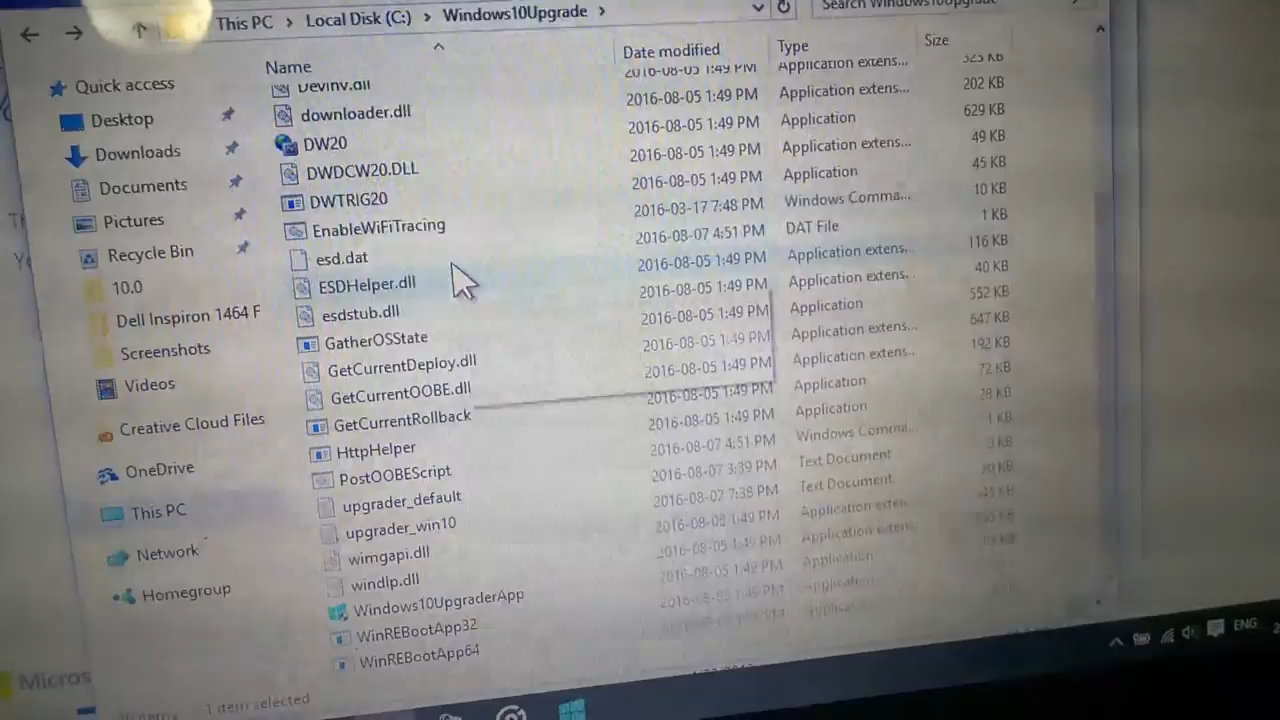 This PC > Local Disk (C:) > Windows10Upgrade >
Search Windows10Upgrade
Name Date modified Type Size
Quick access
Desktop
Downloads
Documents
Pictures
Recycle Bin
10.0
Dell Inspiron 1464 F
Screenshots
Videos
Creative Cloud Files
OneDrive
This PC
Network
Homegroup
DevInv.dll
downloader.dll
DW20
DWDCW20.DLL
DWTRIG20
EnableWiFiTracing
esd.dat
ESDHelper.dll
esdstub.dll
GatherOSState
GetCurrentDeploy.dll
GetCurrentOOBE.dll
GetCurrentRollback
HttpHelper
PostOOBEScript
upgrader_default
upgrader_win10
wimgapi.dll
windlp.dll
Windows10UpgraderApp
WinREBootApp32
WinREBootApp64
2016-08-05 1:49 PM
2016-08-05 1:49 PM
2016-08-05 1:49 PM
2016-08-05 1:49 PM
2016-08-05 1:49 PM
2016-03-17 7:48 PM
2016-08-07 4:51 PM
2016-08-05 1:49 PM
2016-08-05 1:49 PM
2016-08-05 1:49 PM
2016-08-05 1:49 PM
2016-08-05 1:49 PM
2016-08-05 1:49 PM
2016-08-05 1:49 PM
2016-08-07 4:51 PM
2016-08-07 3:39 PM
2016-08-02 7:38 PM
2016-08-05 1:49 PM
2016-08-05 1:49 PM
2016-08-05 1:49 PM
2016-08-05 1:49 PM
Application extens...
Application extens...
Application
Application extens...
Application
Windows Comma...
DAT File
Application extens...
Application extens...
Application
Application extens...
Application extens...
Application
Application
Windows Comma...
Text Document
Text Document
Application exten
Application extens
Application
Application
Application
325 KB
202 KB
629 KB
49 KB
45 KB
10 KB
1 KB
116 KB
40 KB
552 KB
647 KB
192 KB
72 KB
28 KB
1 KB
Micros
1 item selected
ENG